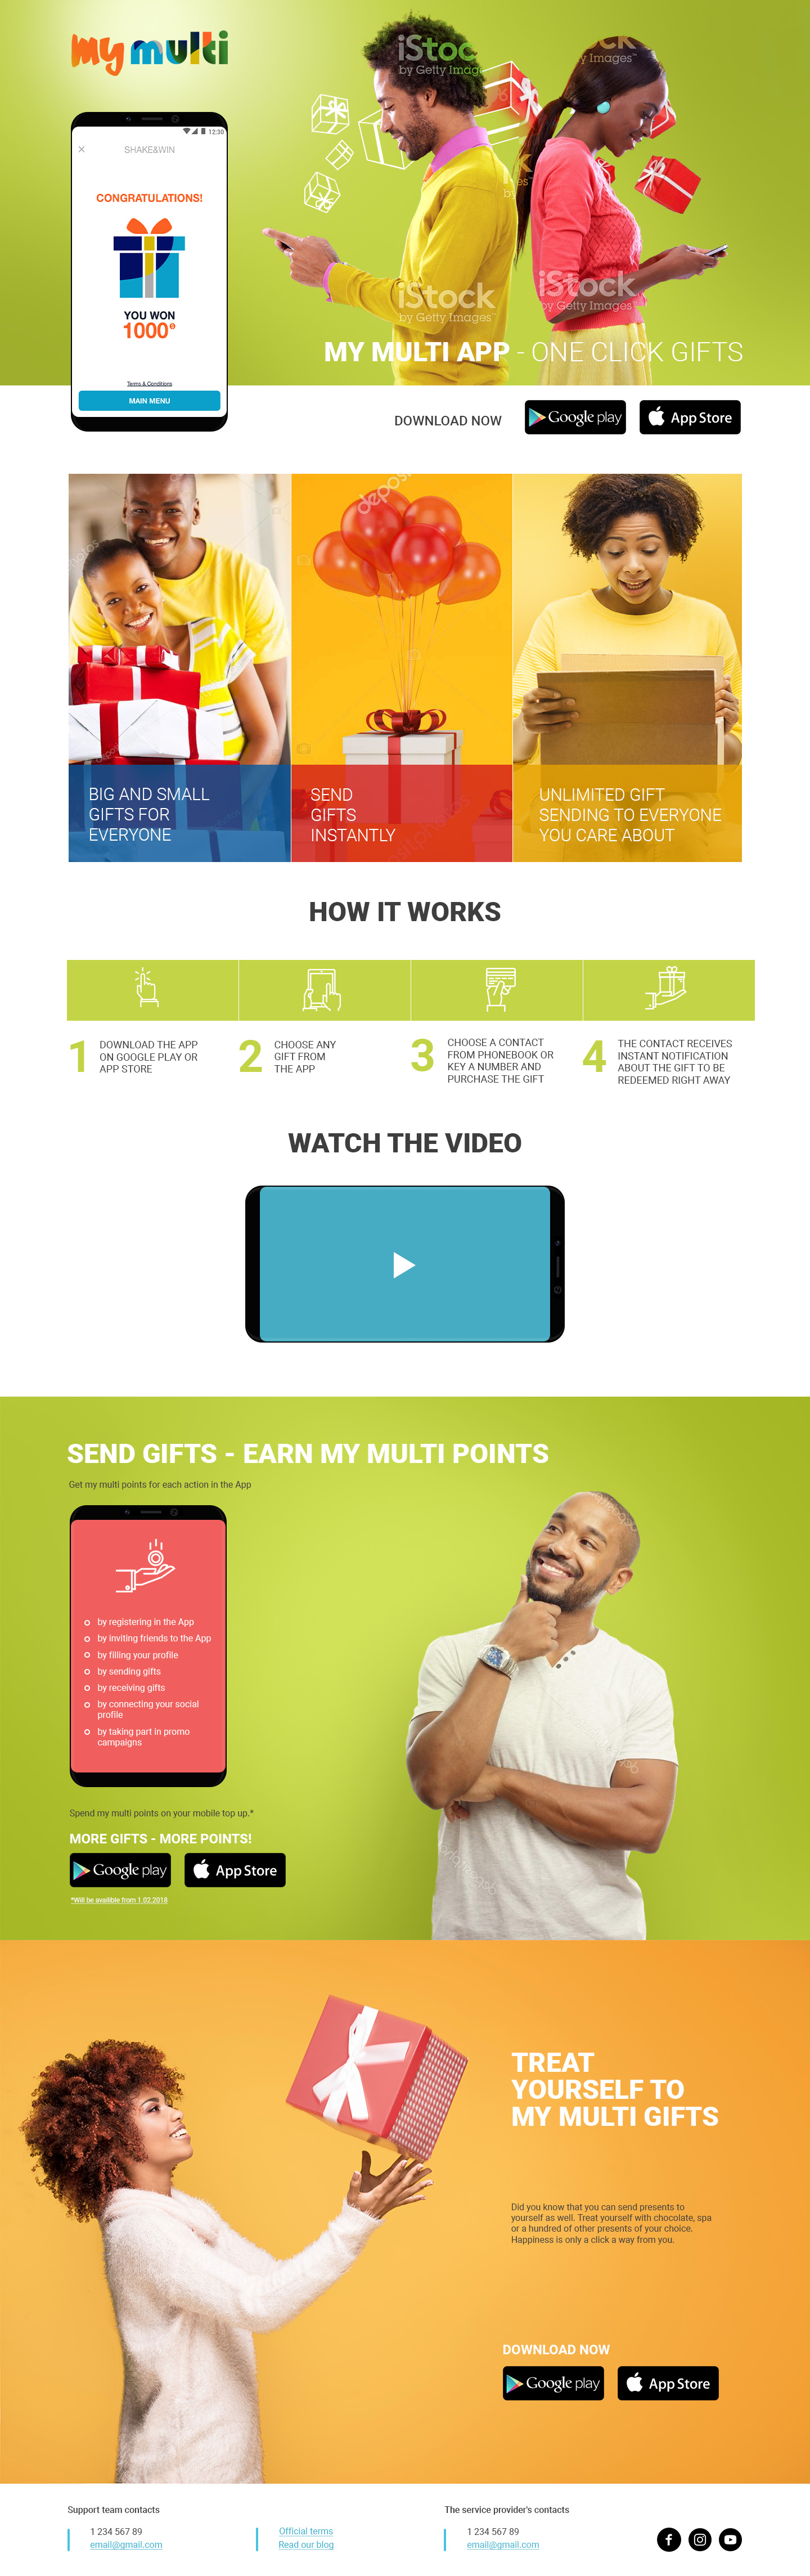 my multi
iStoc
by Getty Imag
ck
y Images™
12:30
SHAKE&WIN
CONGRATULATIONS!
YOU WON
1000
Terms & Conditions
MAIN MENU
iStock
by Getty Images™
iStock
by Getty Images™
MY MULTI APP - ONE CLICK GIFTS
DOWNLOAD NOW
Google play
App Store
BIG AND SMALL
GIFTS FOR
EVERYONE
SEND
GIFTS
INSTANTLY
UNLIMITED GIFT
SENDING TO EVERYONE
YOU CARE ABOUT
HOW IT WORKS
1 DOWNLOAD THE APP
ON GOOGLE PLAY OR
APP STORE
2 CHOOSE ANY
GIFT FROM
THE APP
3 CHOOSE A CONTACT
FROM PHONEBOOK OR
KEY A NUMBER AND
PURCHASE THE GIFT
4 THE CONTACT RECEIVES
INSTANT NOTIFICATION
ABOUT THE GIFT TO BE
REDEEMED RIGHT AWAY
WATCH THE VIDEO
SEND GIFTS - EARN MY MULTI POINTS
Get my multi points for each action in the App
by registering in the App
by inviting friends to the App
by filling your profile
by sending gifts
by receiving gifts
by connecting your social
profile
by taking part in promo
campaigns
Spend my multi points on your mobile top up.*
MORE GIFTS - MORE POINTS!
Google play
App Store
*Will be availible from 1.02.2018
TREAT
YOURSELF TO
MY MULTI GIFTS
Did you know that you can send presents to
yourself as well. Treat yourself with chocolate, spa
or a hundred of other presents of your choice.
Happiness is only a click a way from you.
DOWNLOAD NOW
Google play
App Store
Support team contacts
1 234 567 89
email@gmail.com
Official terms
Read our blog
The service provider's contacts
1 234 567 89
email@gmail.com